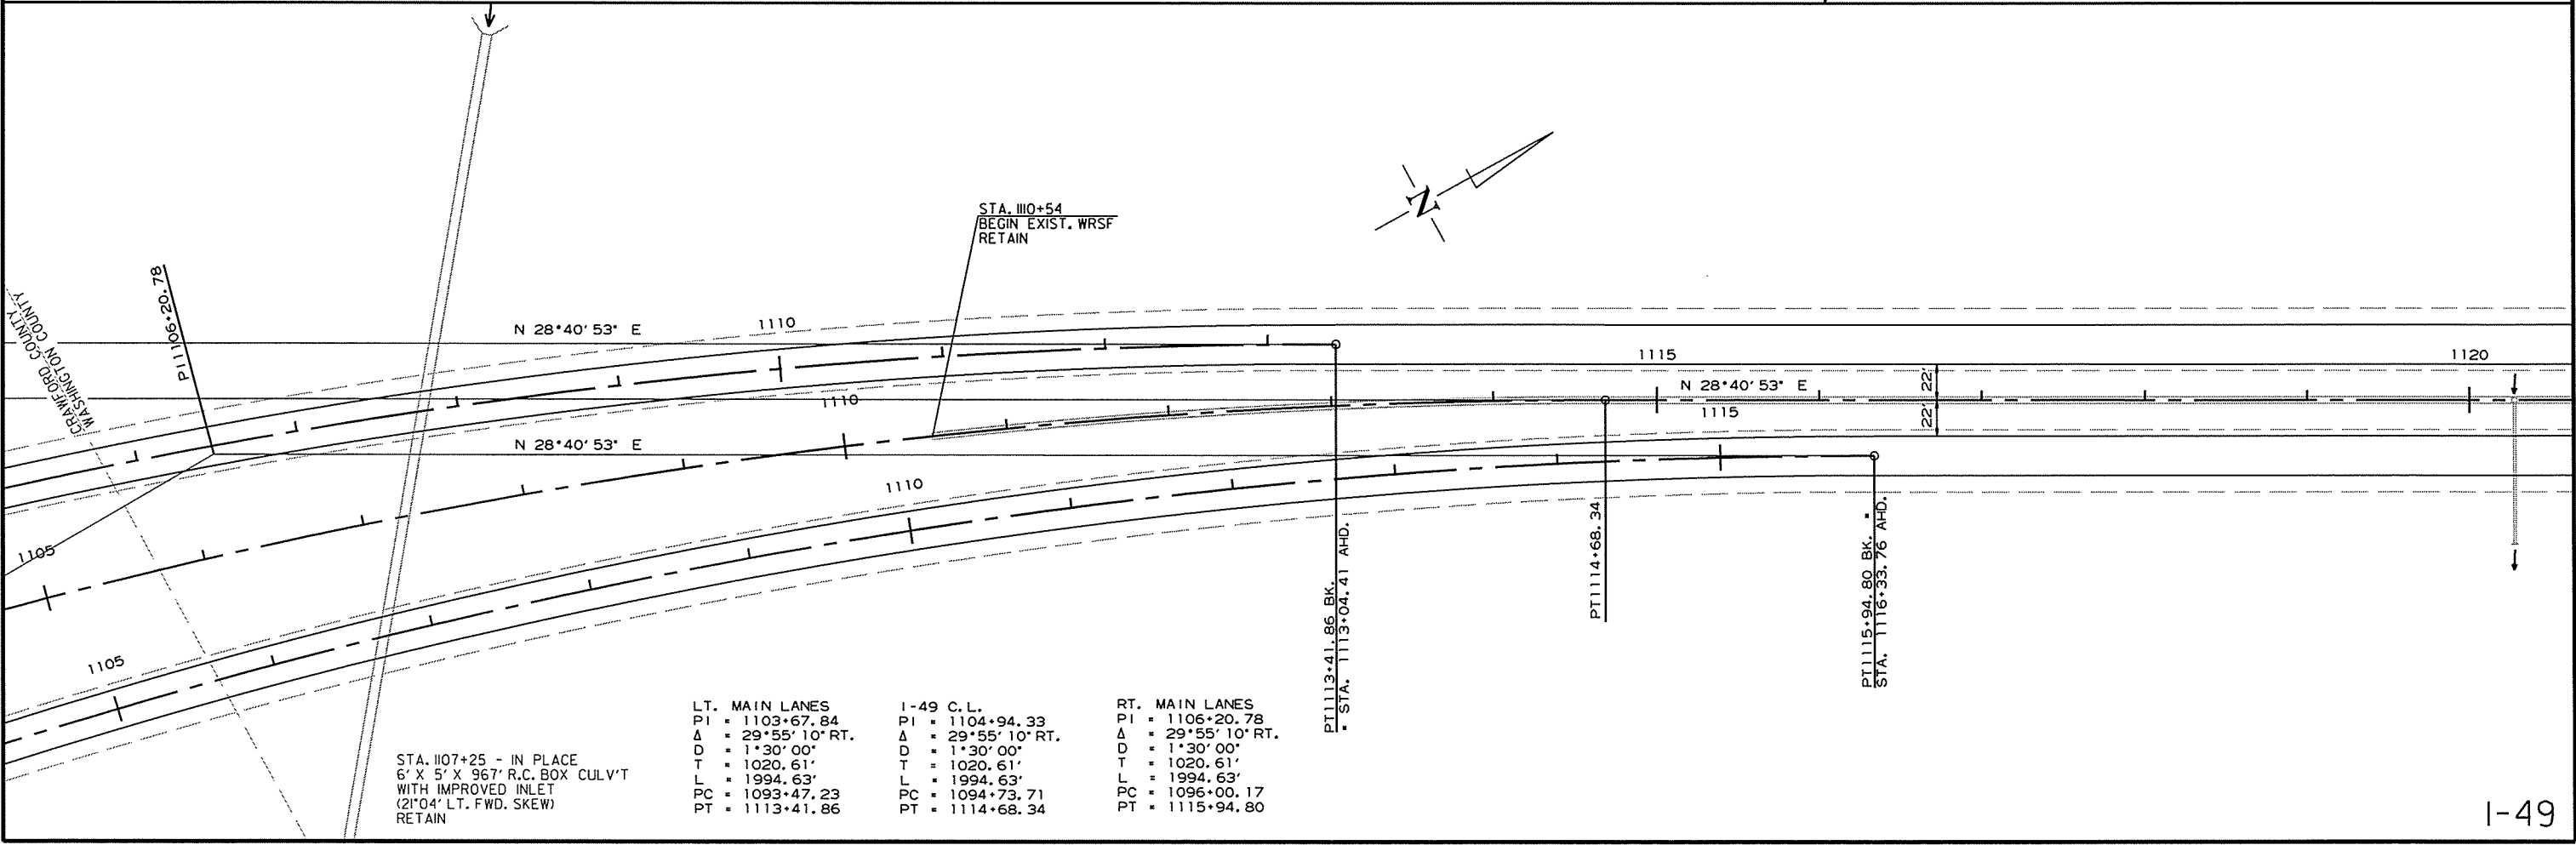 STA. 1110+54
BEGIN EXIST. WRSF
RETAIN
N
PI 1106+20.78
CRAWFORD COUNTY
WASHINGTON COUNTY
N 28°40'53" E
1110
1115
1120
N 28°40'53" E
22'
22'
1110
1115
N 28°40'53" E
1110
1105
1105
PT 1113+41.86 BK.
= STA. 1113+04.41 AHD.
PT 1114+68.34
PT 1115+94.80 BK. =
STA. 1116+33.76 AHD.
STA. 1107+25 - IN PLACE
6' X 5' X 967' R.C. BOX CULV'T
WITH IMPROVED INLET
(21°04' LT. FWD. SKEW)
RETAIN
LT. MAIN LANES
PI = 1103+67.84
Δ = 29°55'10" RT.
D = 1°30'00"
T = 1020.61'
L = 1994.63'
PC = 1093+47.23
PT = 1113+41.86
I-49 C.L.
PI = 1104+94.33
Δ = 29°55'10" RT.
D = 1°30'00"
T = 1020.61'
L = 1994.63'
PC = 1094+73.71
PT = 1114+68.34
RT. MAIN LANES
PI = 1106+20.78
Δ = 29°55'10" RT.
D = 1°30'00"
T = 1020.61'
L = 1994.63'
PC = 1096+00.17
PT = 1115+94.80
I-49